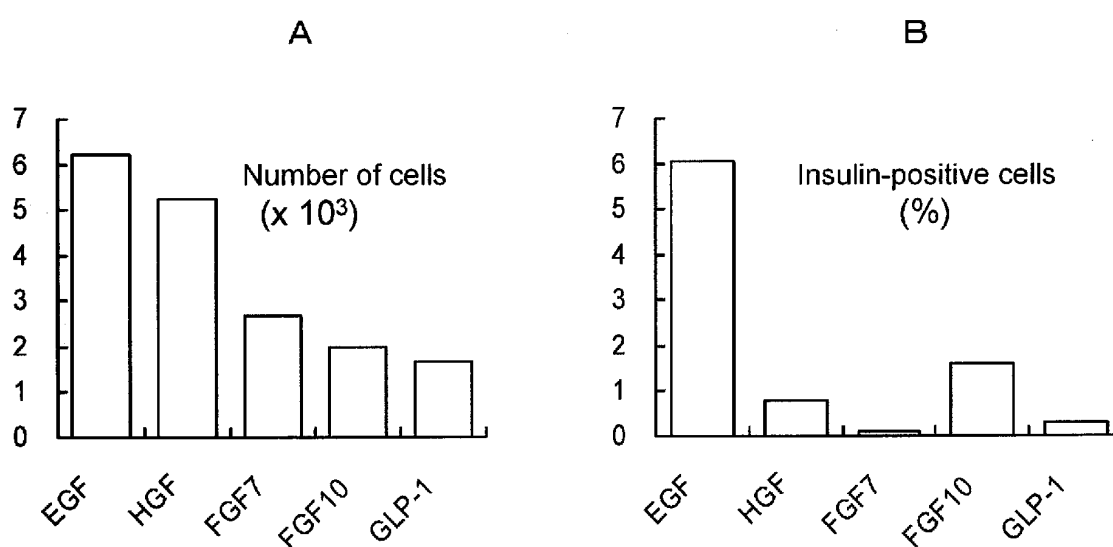 A
7
6
5
4
3
2
1
0
Number of cells
(x 10³)
EGF
HGF
FGF7
FGF10
GLP-1
B
7
6
5
4
3
2
1
0
Insulin-positive cells
(%)
EGF
HGF
FGF7
FGF10
GLP-1